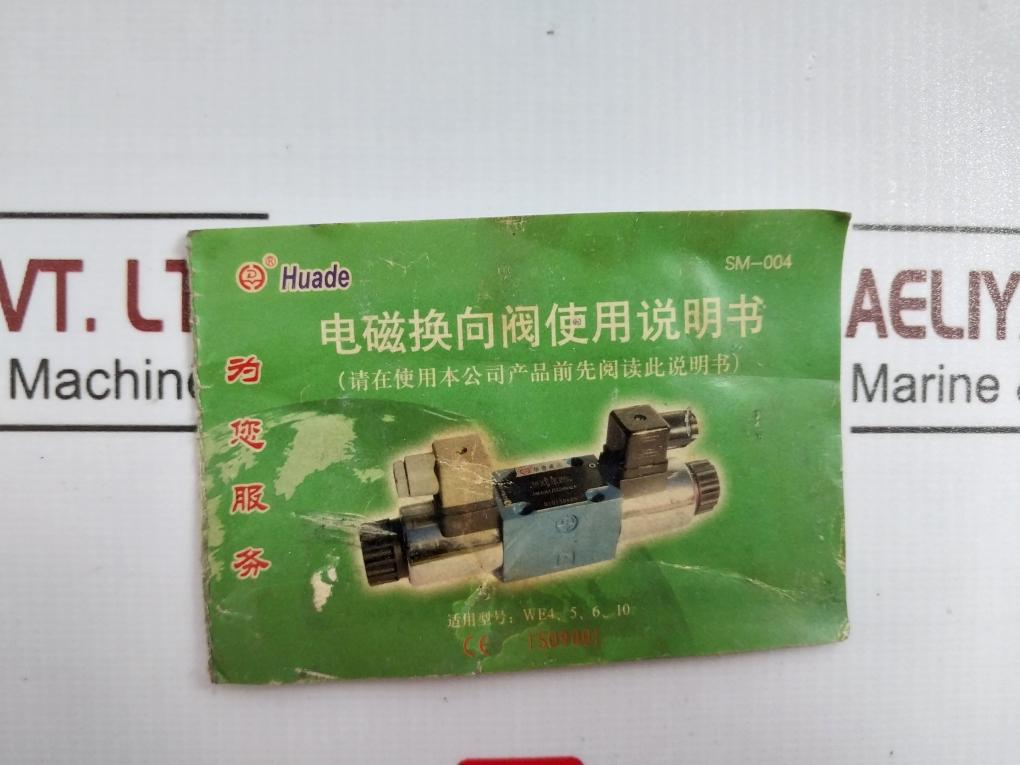 VT. LT
Machine
AELIY
Marine &
® Huade
SM-004
电磁换向阀使用说明书
(请在使用本公司产品前先阅读此说明书)
为您服务
适用型号：WE4、5、6、10
CE ISO9001